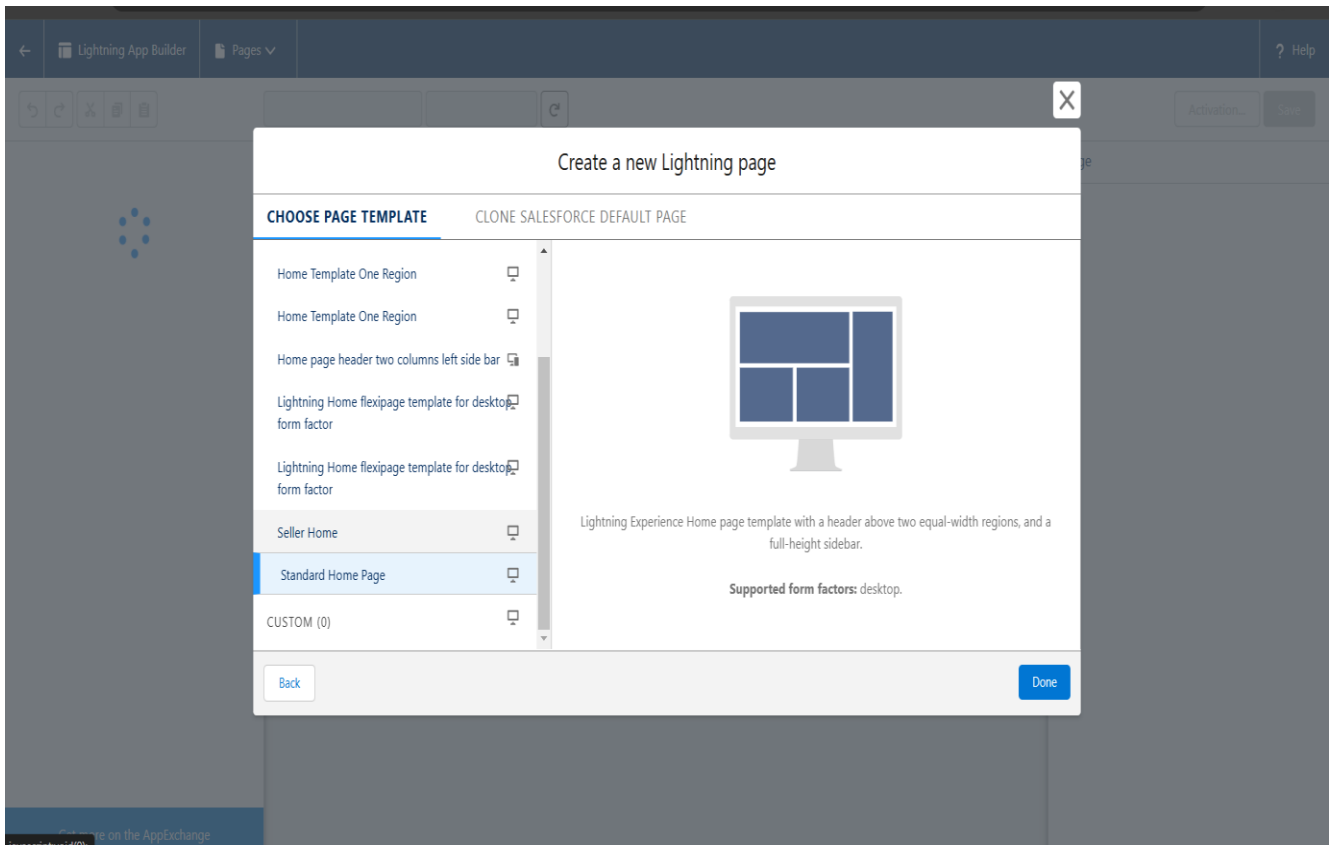 Lightning App Builder
Pages
? Help
Activation...
Save
Create a new Lightning page
CHOOSE PAGE TEMPLATE
CLONE SALESFORCE DEFAULT PAGE
Home Template One Region
Home Template One Region
Home page header two columns left side bar
Lightning Home flexipage template for desktop
form factor
Lightning Home flexipage template for desktop
form factor
Seller Home
Standard Home Page
CUSTOM (0)
Lightning Experience Home page template with a header above two equal-width regions, and a
full-height sidebar.
Supported form factors: desktop.
Back
Done
Get more on the AppExchange